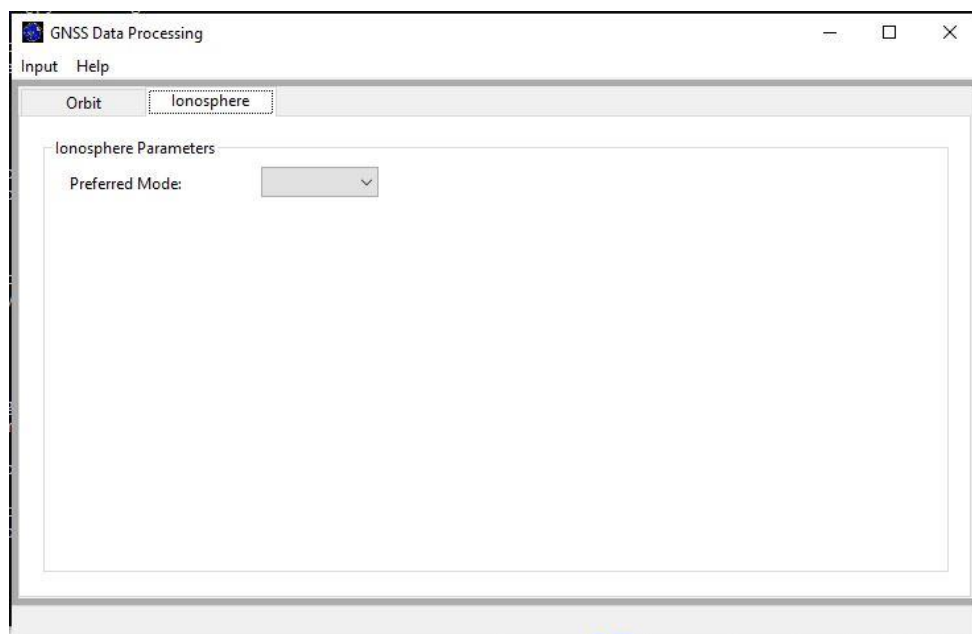 GNSS Data Processing
Input Help
Orbit Ionosphere
Ionosphere Parameters
Preferred Mode: